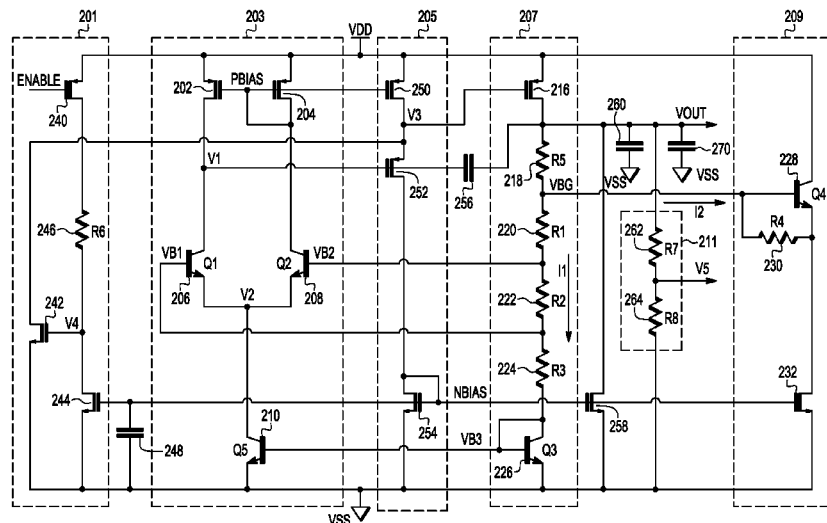 201
203
205
207
209
VDD
ENABLE
240
202
PBIAS
204
250
216
V3
260
VOUT
VSS
270
VSS
228
Q4
V1
252
256
218
R5
VBG
I2
246
R6
220
R1
I1
R4
230
262
R7
211
VB1
Q1
206
Q2
208
VB2
222
R2
V5
242
V4
V2
264
R8
224
R3
244
248
210
Q5
254
NBIAS
VB3
226
Q3
258
232
VSS